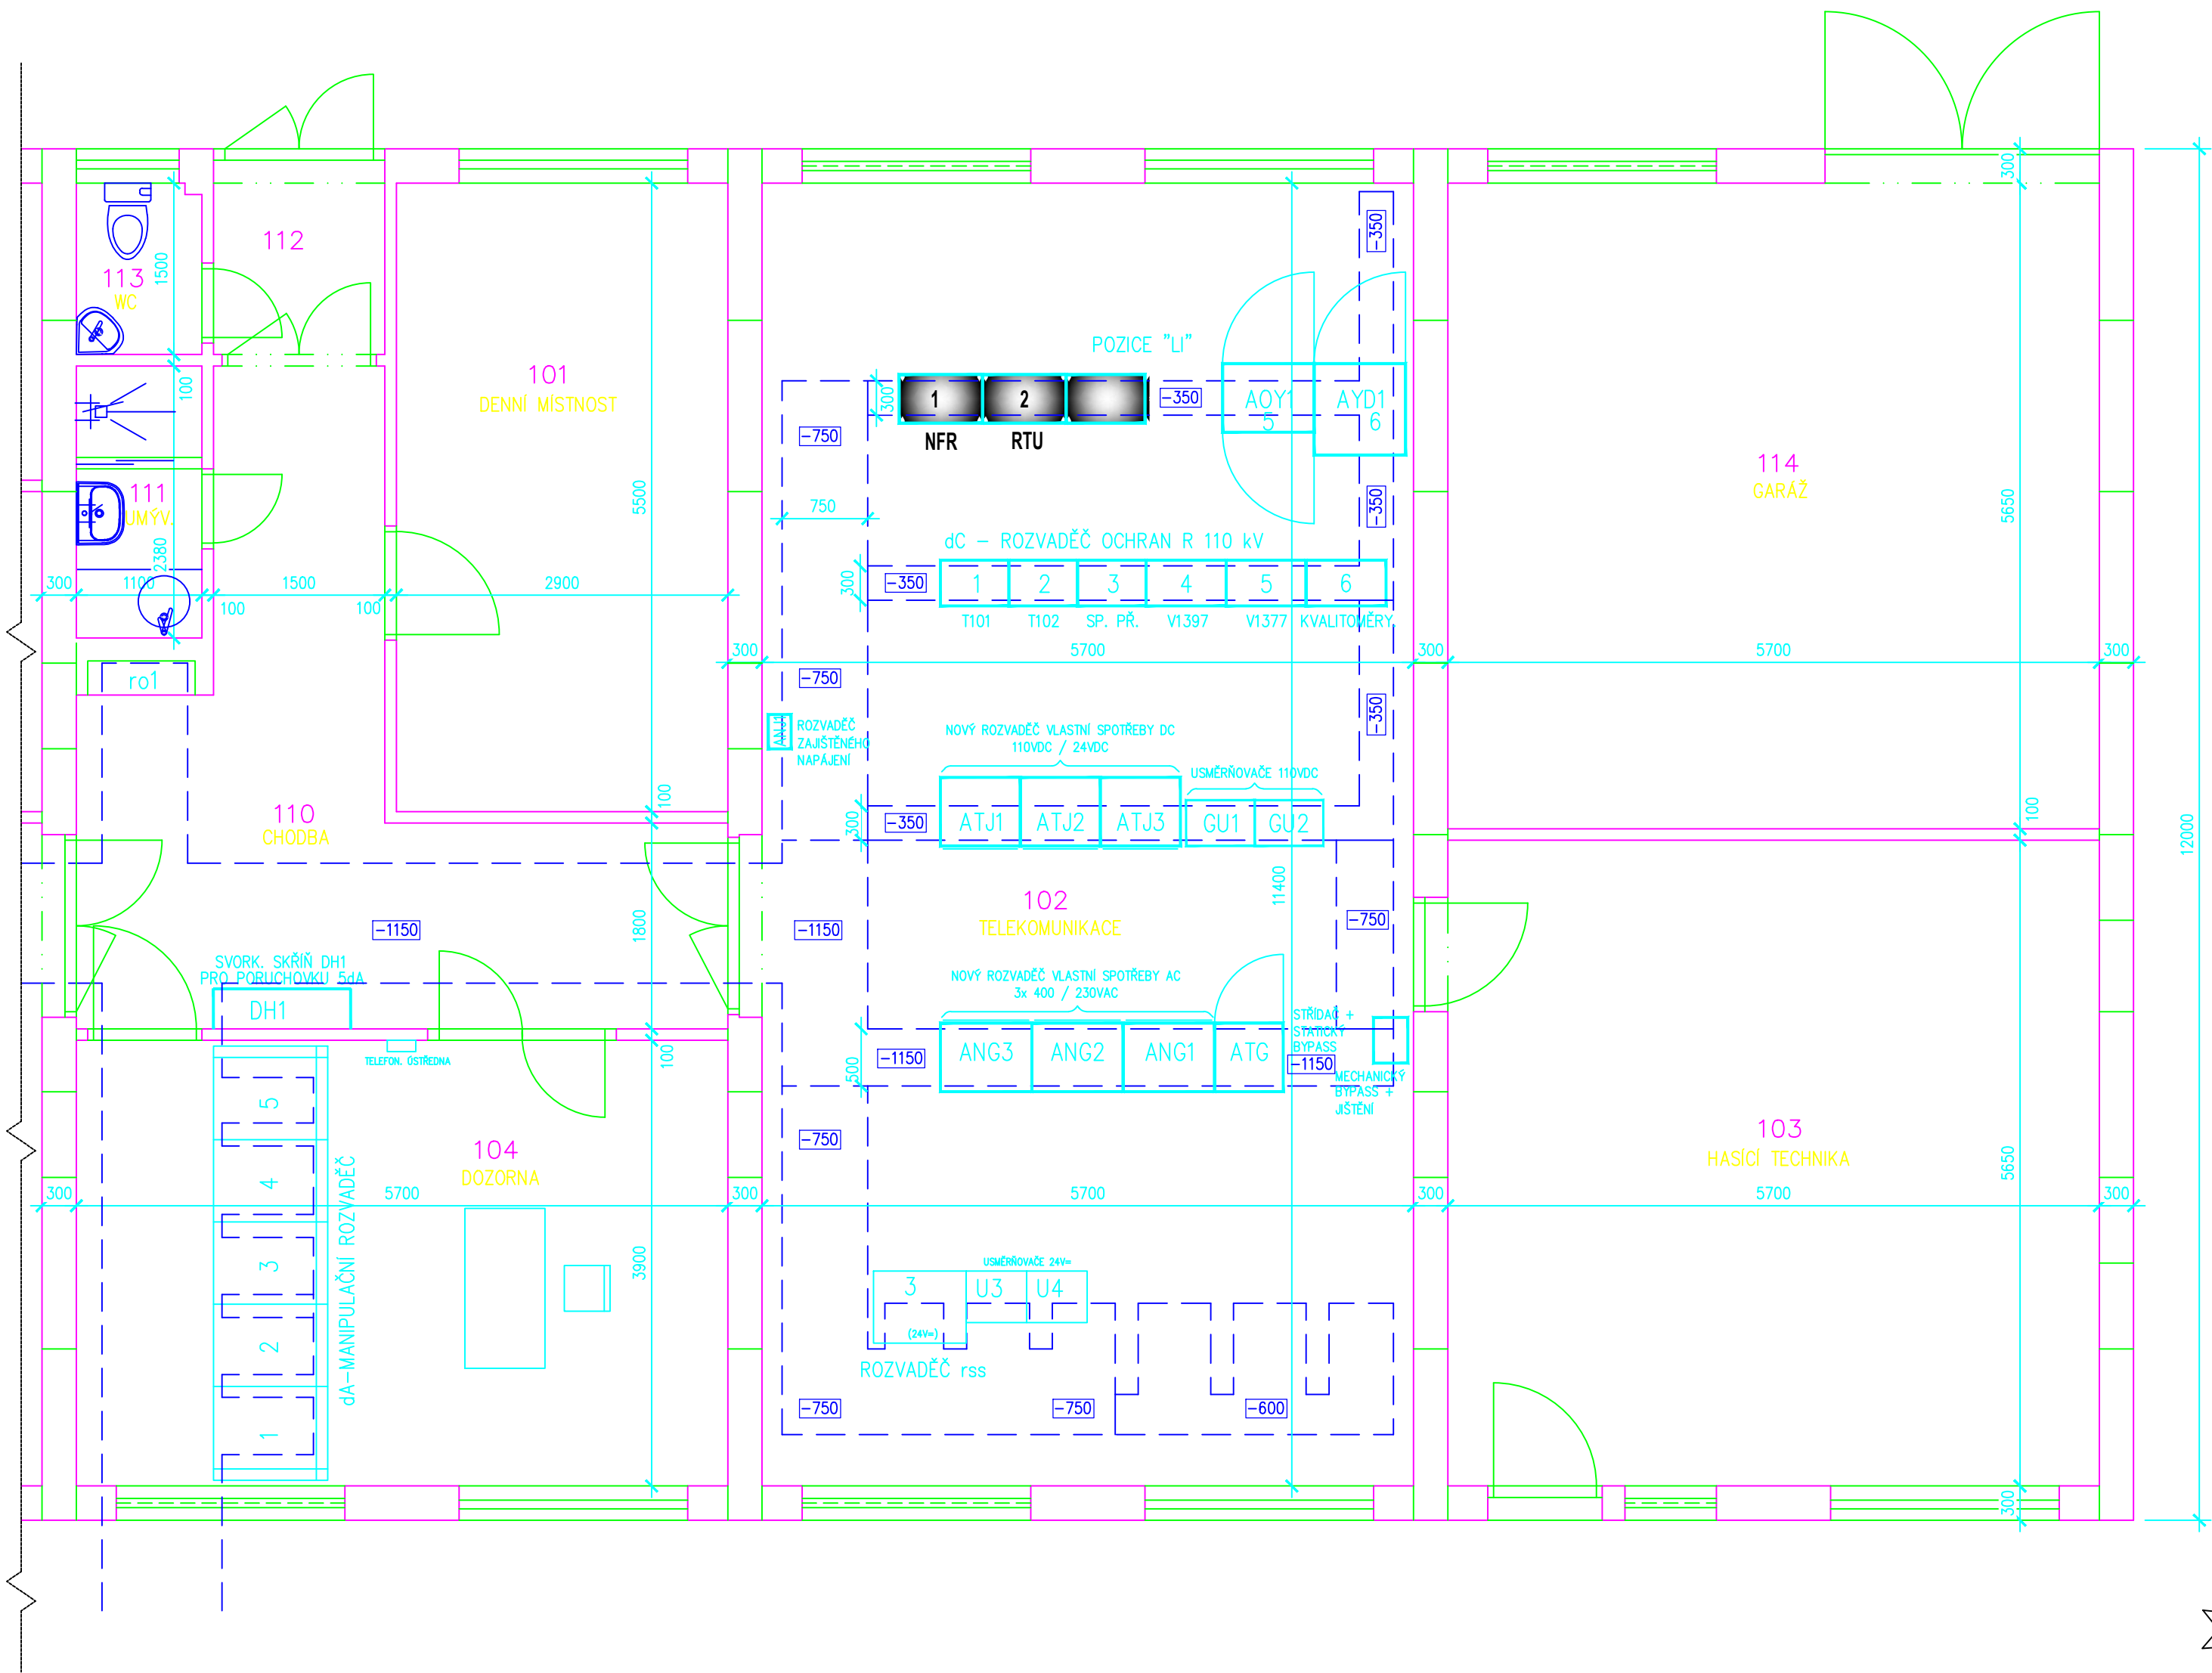 300
112
113
WC
1500
100
101
DENNÍ MÍSTNOST
5500
111
UMÝV.
2380
300
1100
100
1500
100
2900
ro1
110
CHODBA
100
-1150
1800
SVORK. SKŘÍŇ DH1
PRO PORUCHOVKU 5dA
DH1
TELEFON. ÚSTŘEDNA
100
5
4
3
2
1
dA-MANIPULAČNÍ ROZVADĚČ
104
DOZORNA
300
5700
300
3900
-350
POZICE "LI"
300
1
2
NFR
RTU
-350
AOY1
5
AYD1
6
-750
750
-350
dC - ROZVADĚČ OCHRAN R 110 kV
300
-350
1
2
3
4
5
6
T101
T102
SP. PŘ.
V1397
V1377
KVALITOMĚRY
300
5700
300
5700
300
-750
-350
ANJ1
ROZVADĚČ
ZAJIŠTĚNÉHO
NAPÁJENÍ
NOVÝ ROZVADĚČ VLASTNÍ SPOTŘEBY DC
110VDC / 24VDC
USMĚRŇOVAČE 110VDC
300
-350
ATJ1
ATJ2
ATJ3
GU1
GU2
11400
102
TELEKOMUNIKACE
-1150
-750
NOVÝ ROZVADĚČ VLASTNÍ SPOTŘEBY AC
3x 400 / 230VAC
500
-1150
ANG3
ANG2
ANG1
ATG
STŘÍDAČ +
STATICKÝ
BYPASS
-1150
MECHANICKÝ
BYPASS +
JIŠTĚNÍ
-750
5700
300
5700
300
USMĚRŇOVAČE 24V=
3
U3
U4
(24V=)
ROZVADĚČ rss
-750
-750
-600
114
GARÁŽ
5650
100
12000
103
HASÍCÍ TECHNIKA
5650
300